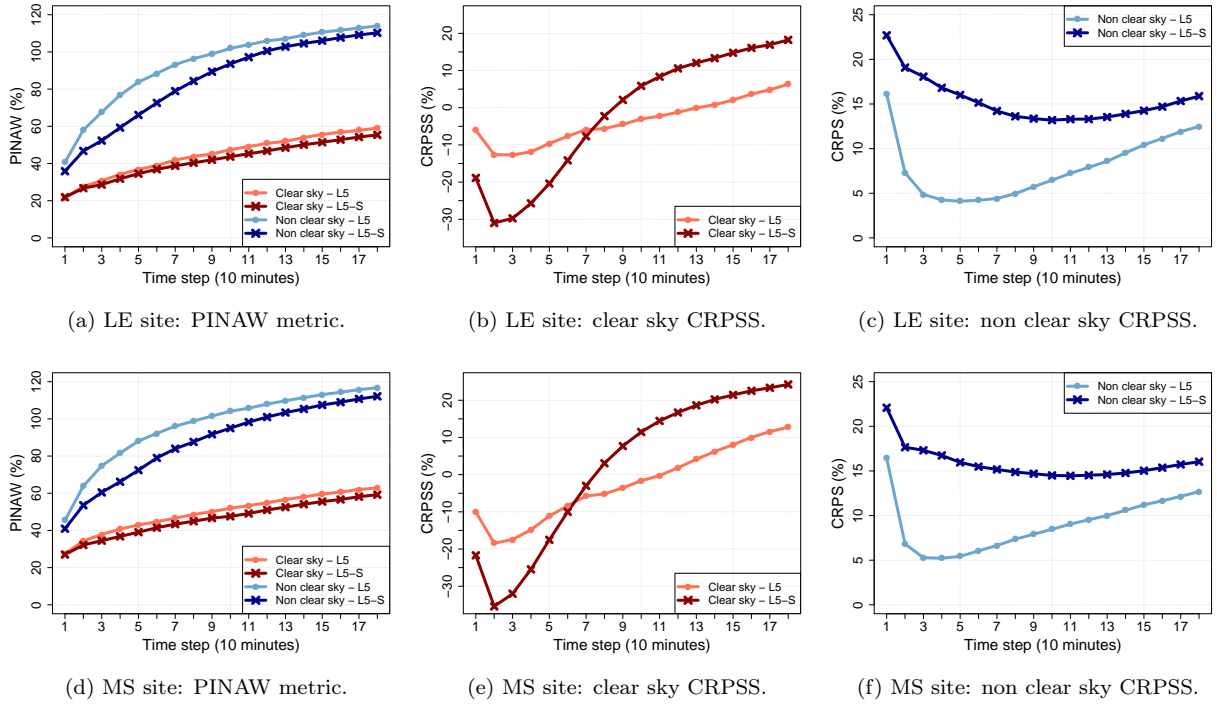 PINAW (%)
0 20 40 60 80 100 120
Clear sky – L5
Clear sky – L5–S
Non clear sky – L5
Non clear sky – L5–S
1 3 5 7 9 11 13 15 17
Time step (10 minutes)
(a) LE site: PINAW metric.
CRPSS (%)
−30 −20 −10 0 10 20
Clear sky – L5
Clear sky – L5–S
1 3 5 7 9 11 13 15 17
Time step (10 minutes)
(b) LE site: clear sky CRPSS.
CRPS (%)
0 5 10 15 20 25
Non clear sky – L5
Non clear sky – L5–S
1 3 5 7 9 11 13 15 17
Time step (10 minutes)
(c) LE site: non clear sky CRPSS.
PINAW (%)
0 20 40 60 80 100 120
Clear sky – L5
Clear sky – L5–S
Non clear sky – L5
Non clear sky – L5–S
1 3 5 7 9 11 13 15 17
Time step (10 minutes)
(d) MS site: PINAW metric.
CRPSS (%)
−30 −20 −10 0 10 20
Clear sky – L5
Clear sky – L5–S
1 3 5 7 9 11 13 15 17
Time step (10 minutes)
(e) MS site: clear sky CRPSS.
CRPS (%)
0 5 10 15 20 25
Non clear sky – L5
Non clear sky – L5–S
1 3 5 7 9 11 13 15 17
Time step (10 minutes)
(f) MS site: non clear sky CRPSS.